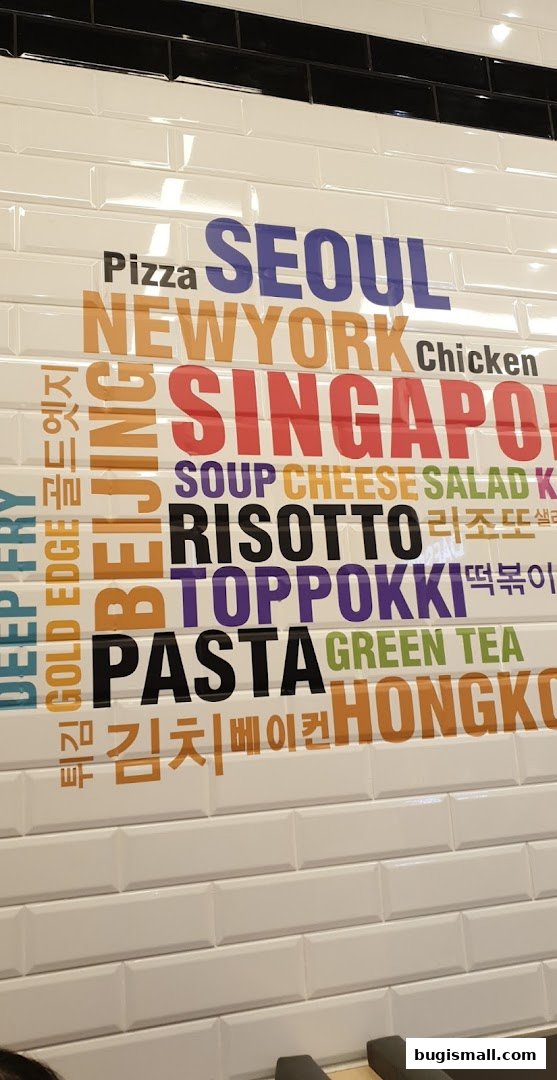 Pizza SEOUL
NEWYORK Chicken
SINGAPO
SOUP CHEESE SALAD K
RISOTTO 리조또
TOPPOKKI 떡볶이
PASTA GREEN TEA
HONGKO
김치 베이컨
BEIJING
골드엣지
GOLD EDGE
튀김
DEEP FRY
bugismall.com